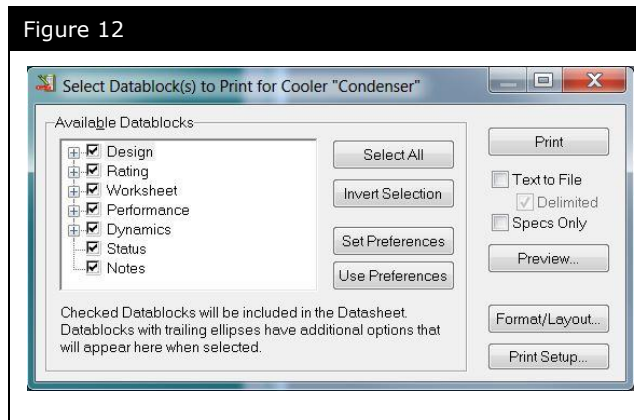 Figure 12
Select Datablock(s) to Print for Cooler "Condenser"
Available Datablocks
Design
Rating
Worksheet
Performance
Dynamics
Status
Notes
Select All
Invert Selection
Set Preferences
Use Preferences
Checked Datablocks will be included in the Datasheet.
Datablocks with trailing ellipses have additional options that
will appear here when selected.
Print
Text to File
Delimited
Specs Only
Preview...
Format/Layout...
Print Setup...